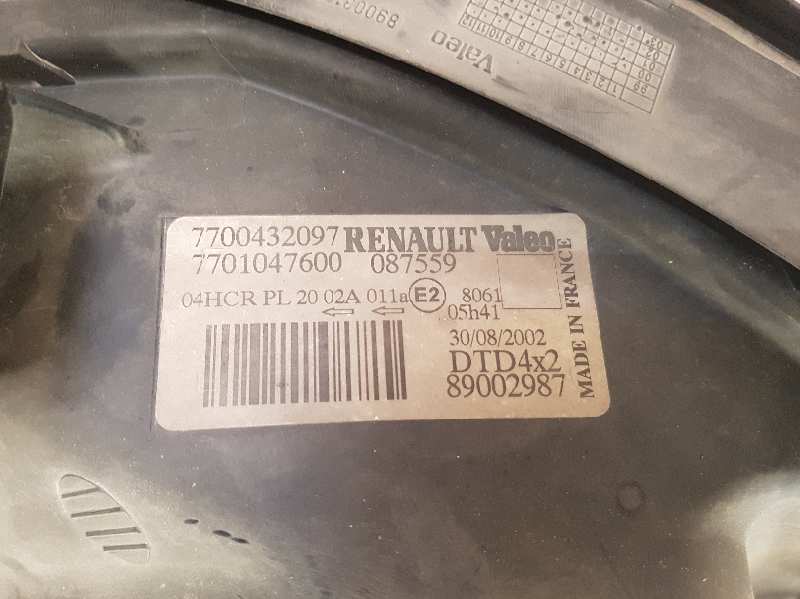 Valeo
7700432097 RENAULT Valeo
7701047600 087559
04HCR PL 20 02A 011a E2 8061
05h41
30/08/2002
DTD4x2
89002987
MADE IN FRANCE